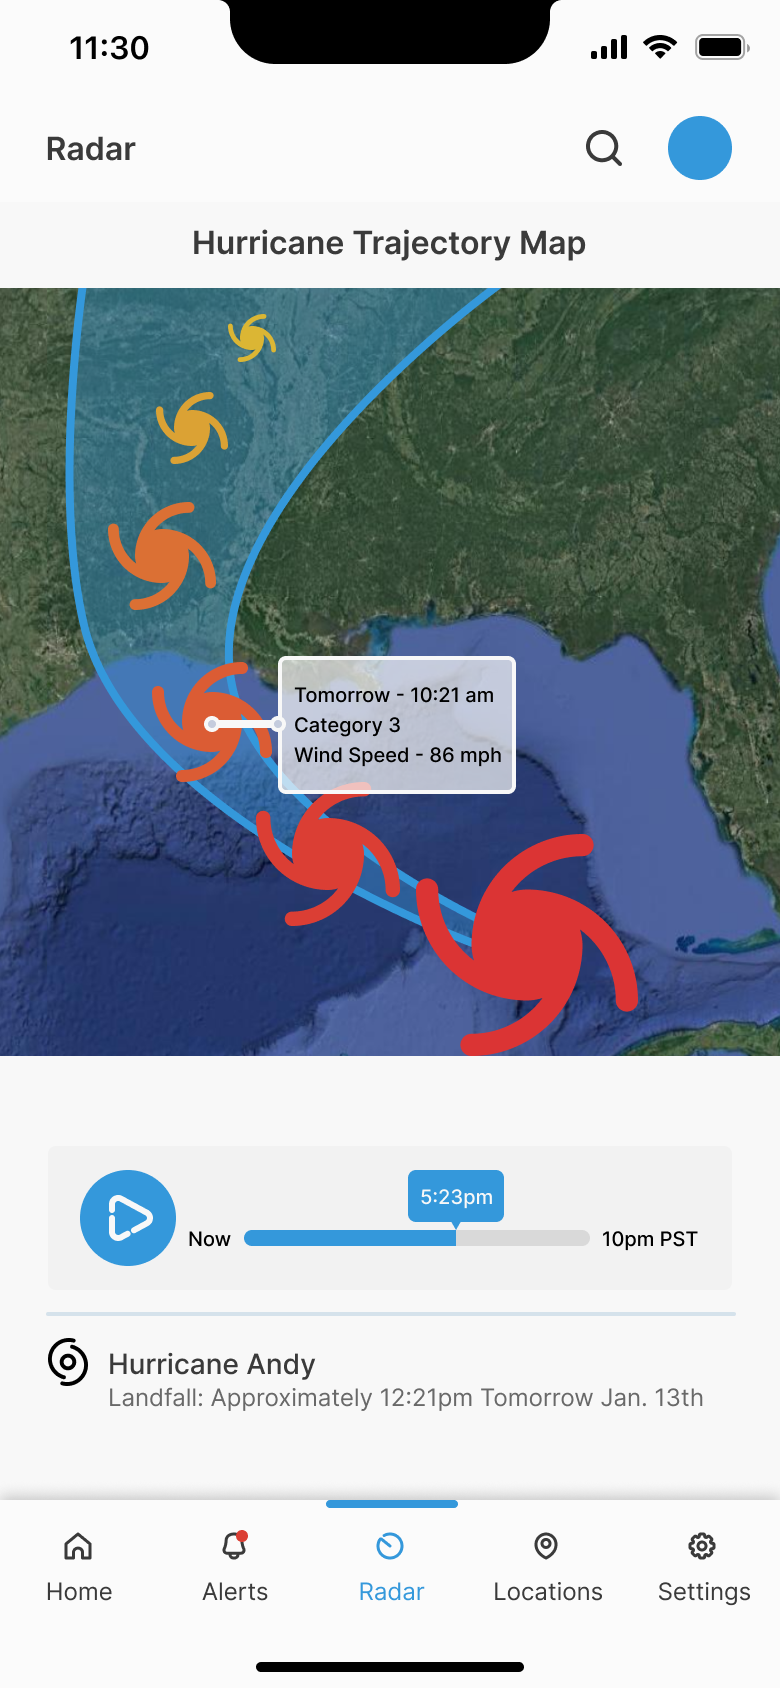 11:30
Radar
Hurricane Trajectory Map
Tomorrow - 10:21 am
Category 3
Wind Speed - 86 mph
5:23pm
Now
10pm PST
Hurricane Andy
Landfall: Approximately 12:21pm Tomorrow Jan. 13th
Home
Alerts
Radar
Locations
Settings